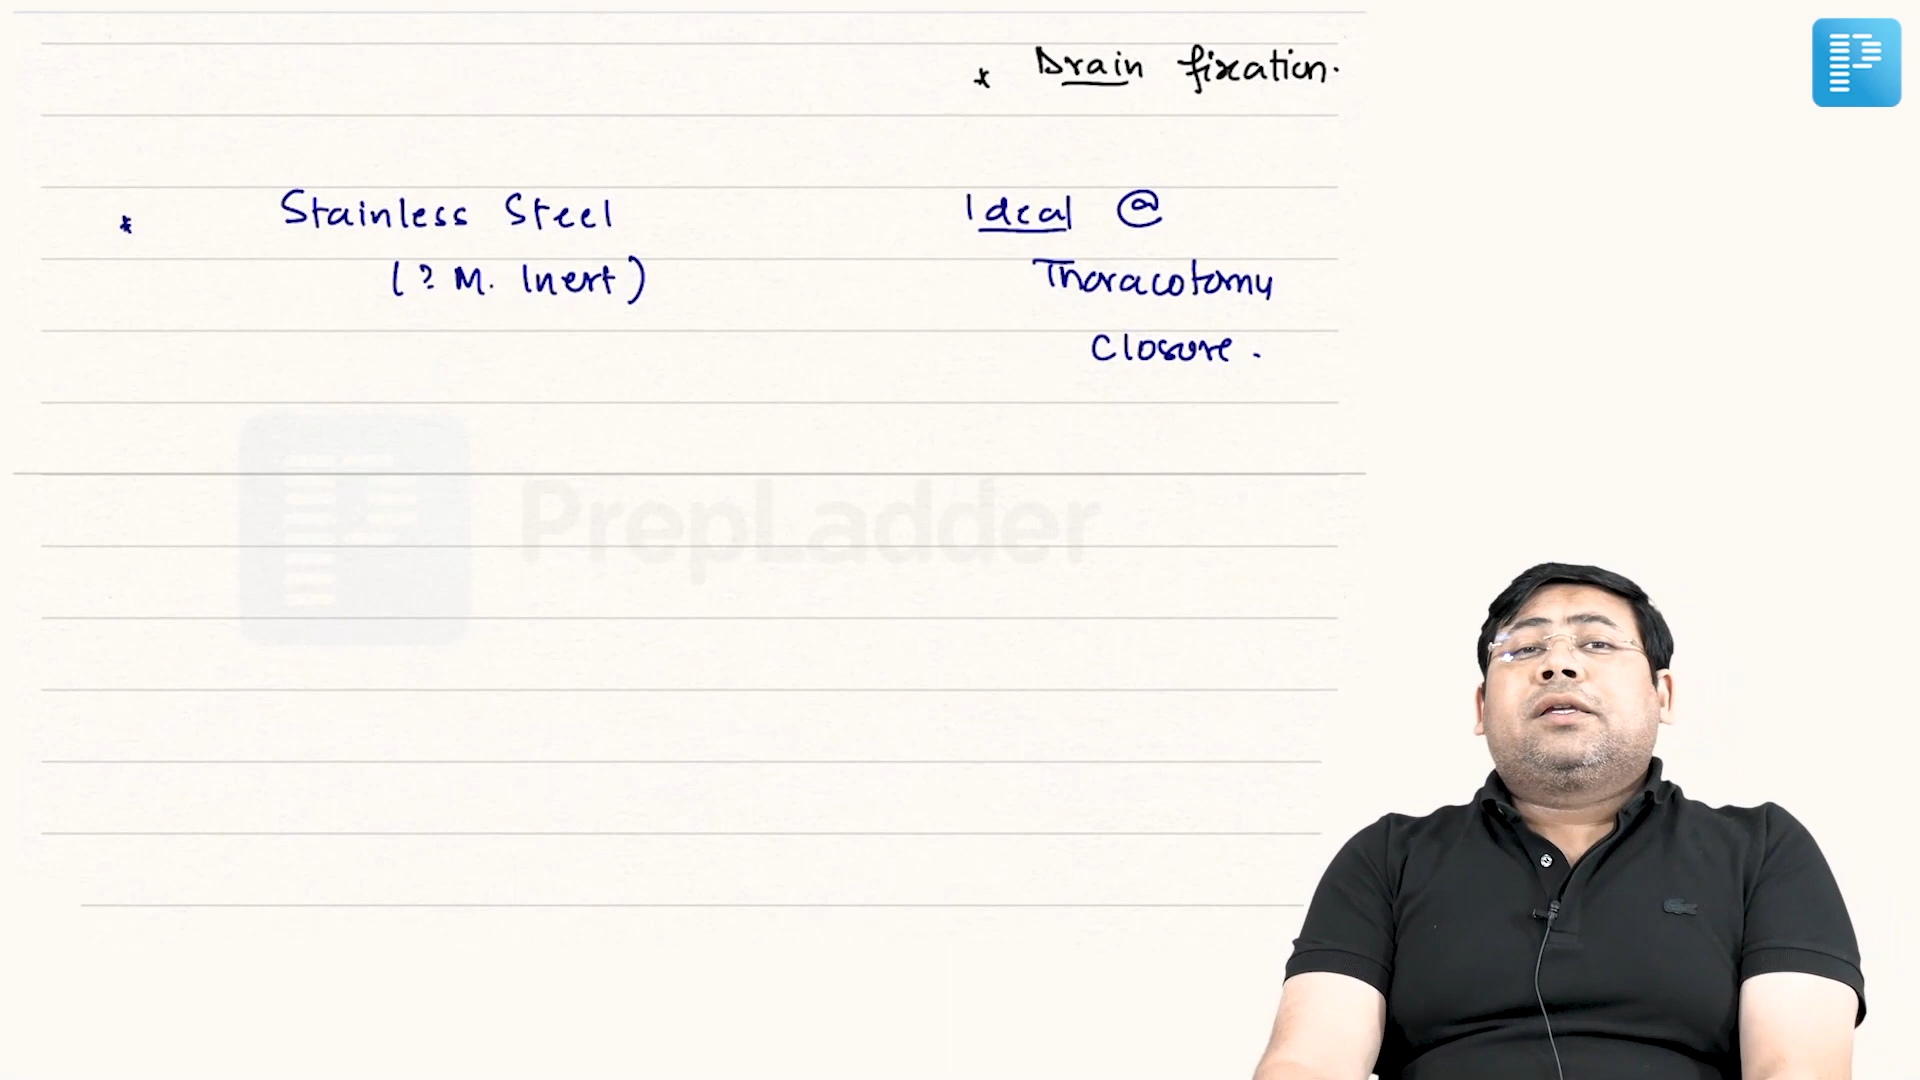 * Drain fixation.
* Stainless Steel Ideal @
(? M. Inert) Thoracotomy
Closure.
PrepLadder